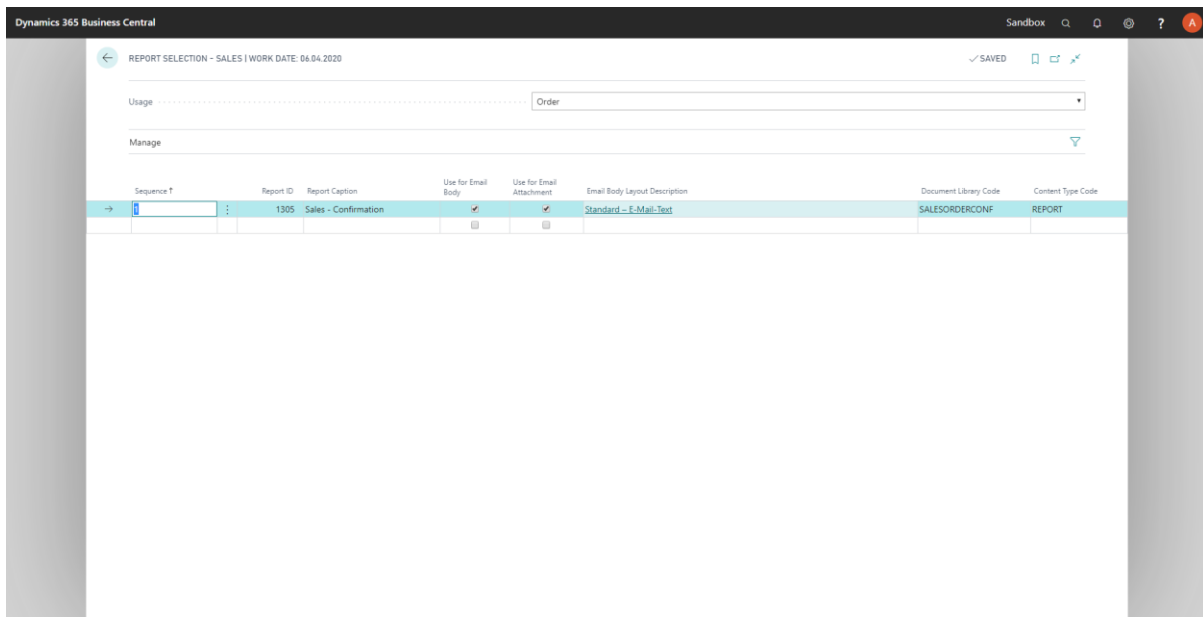 Dynamics 365 Business Central Sandbox ? A
REPORT SELECTION - SALES | WORK DATE: 06.04.2020 ✓ SAVED
Usage Order
Manage
Sequence ↑ Report ID Report Caption Use for Email Body Use for Email Attachment Email Body Layout Description Document Library Code Content Type Code
1 1305 Sales - Confirmation Standard – E-Mail-Text SALESORDERCONF REPORT